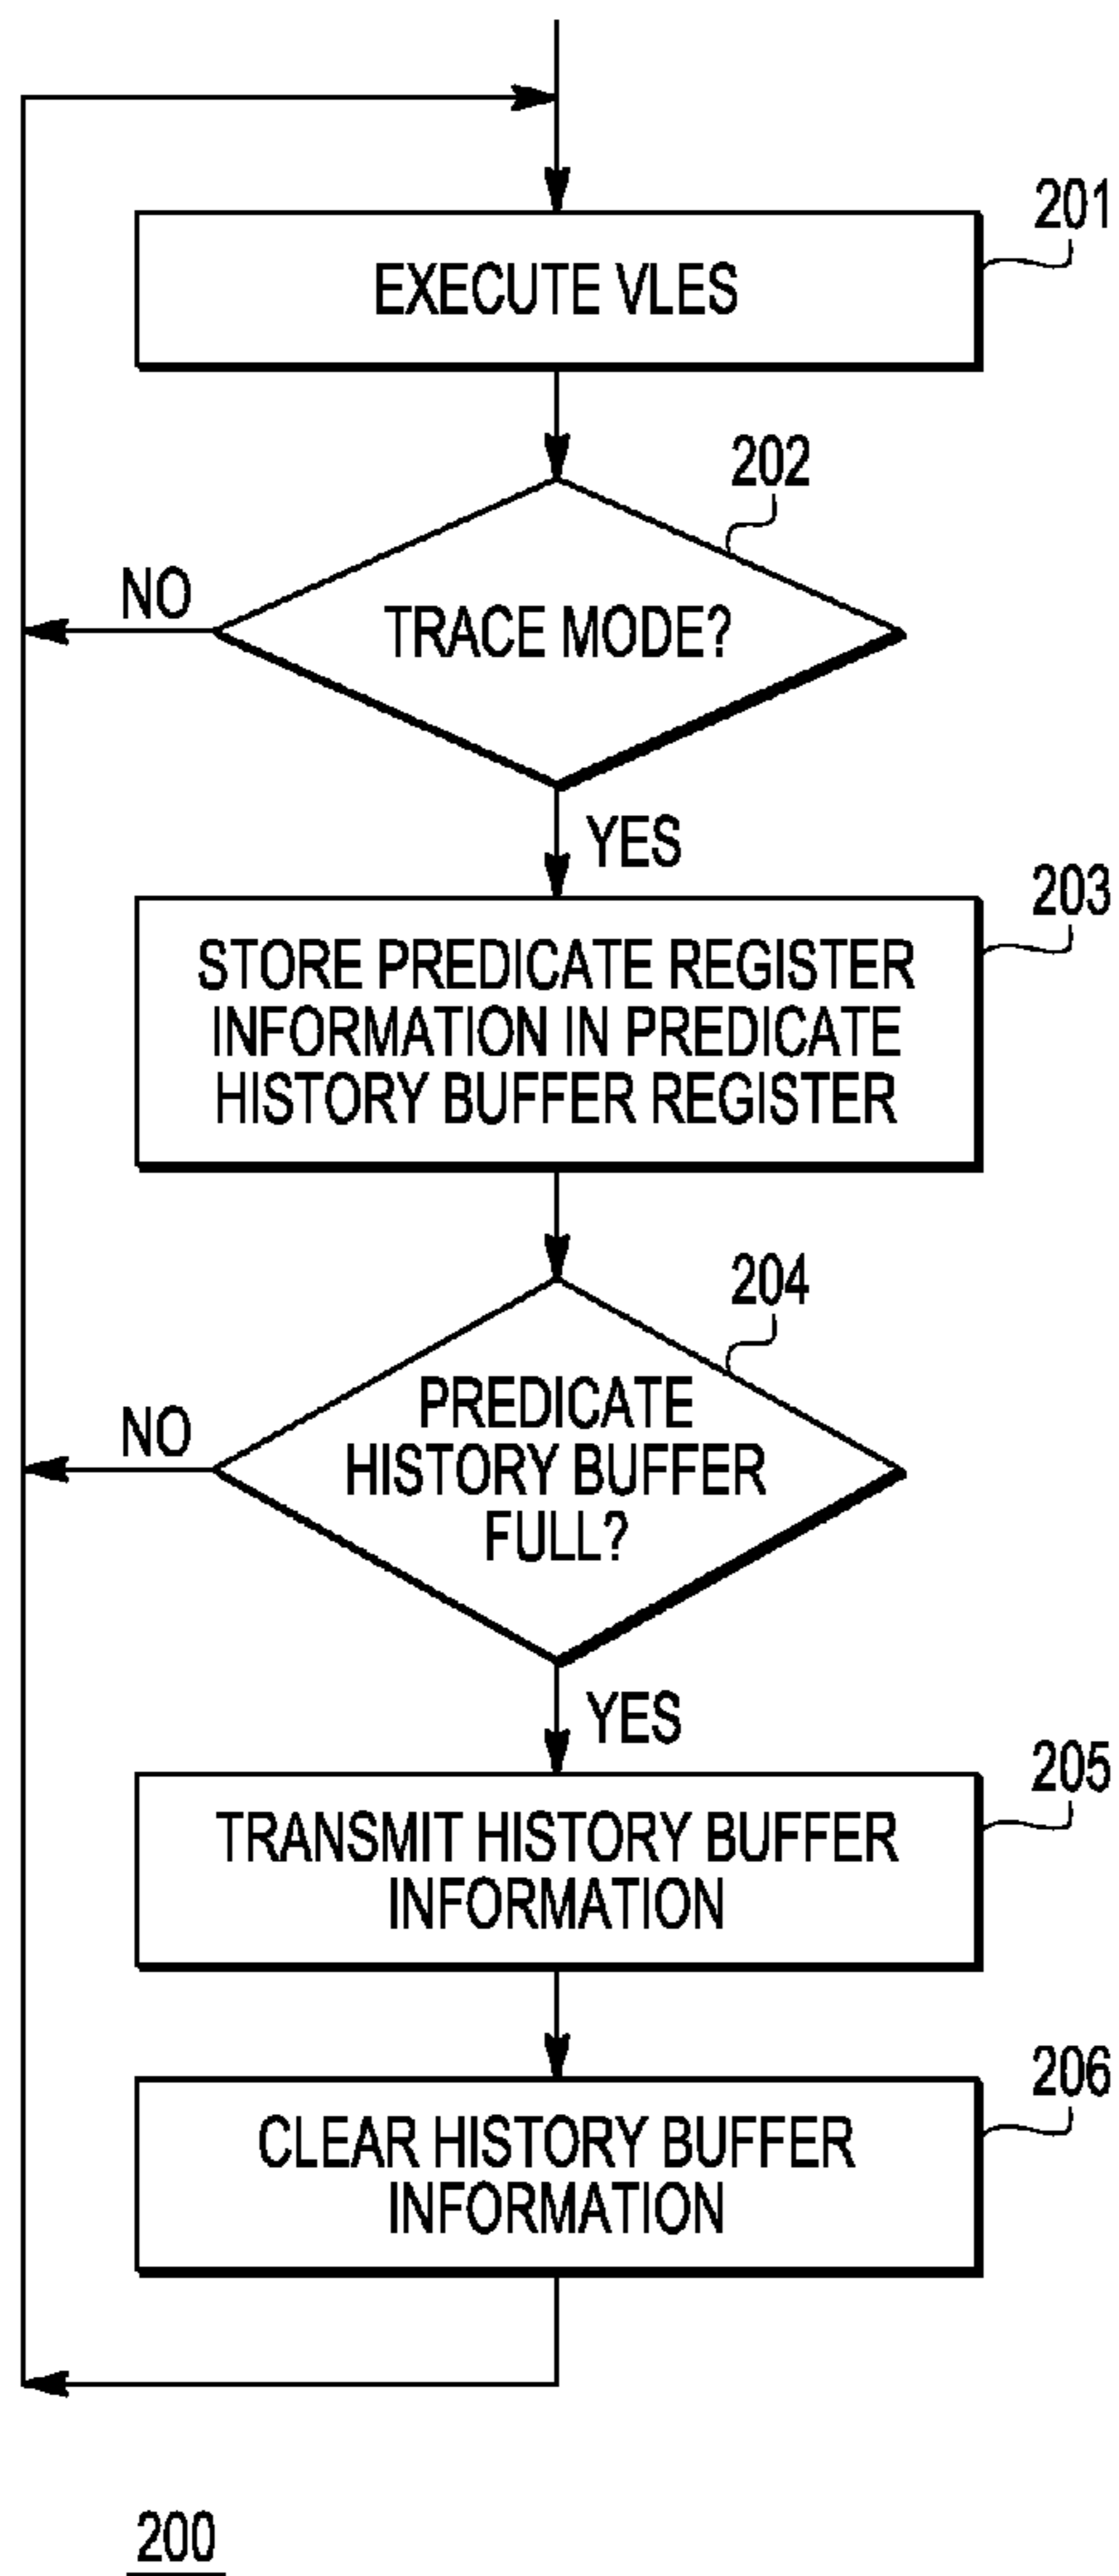 201
EXECUTE VLES
202
NO
TRACE MODE?
YES
203
STORE PREDICATE REGISTER
INFORMATION IN PREDICATE
HISTORY BUFFER REGISTER
204
NO
PREDICATE
HISTORY BUFFER
FULL?
YES
205
TRANSMIT HISTORY BUFFER
INFORMATION
206
CLEAR HISTORY BUFFER
INFORMATION
200